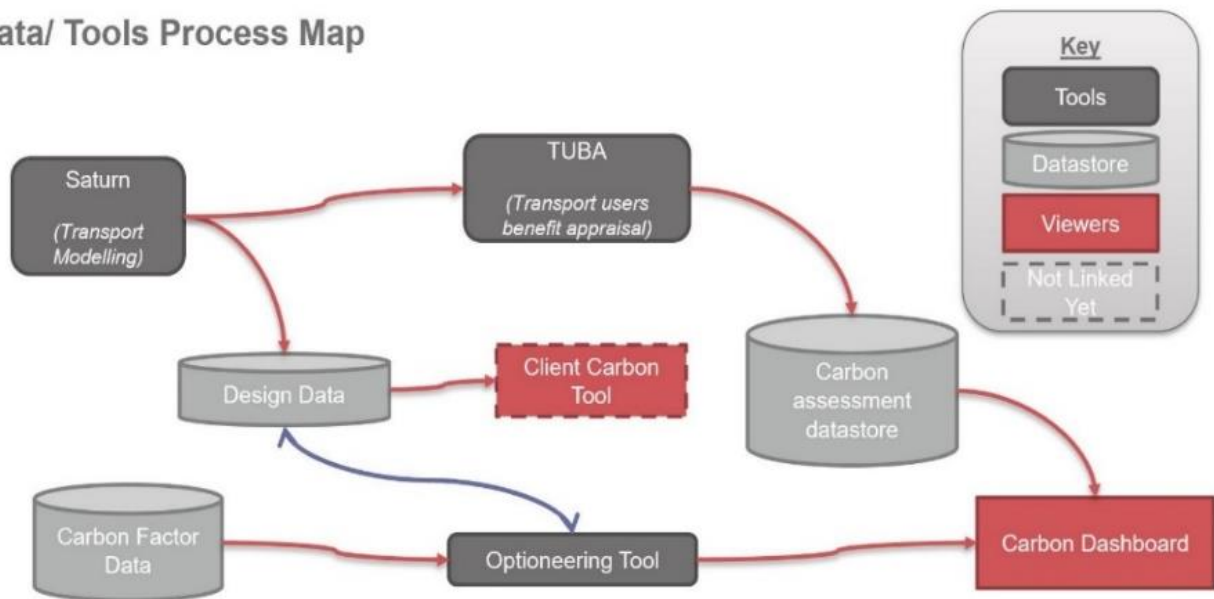 ata/ Tools Process Map
Key
Tools
Datastore
Viewers
Not Linked
Yet
Saturn
(Transport
Modelling)
TUBA
(Transport users
benefit appraisal)
Design Data
Client Carbon
Tool
Carbon
assessment
datastore
Carbon Factor
Data
Optioneering Tool
Carbon Dashboard